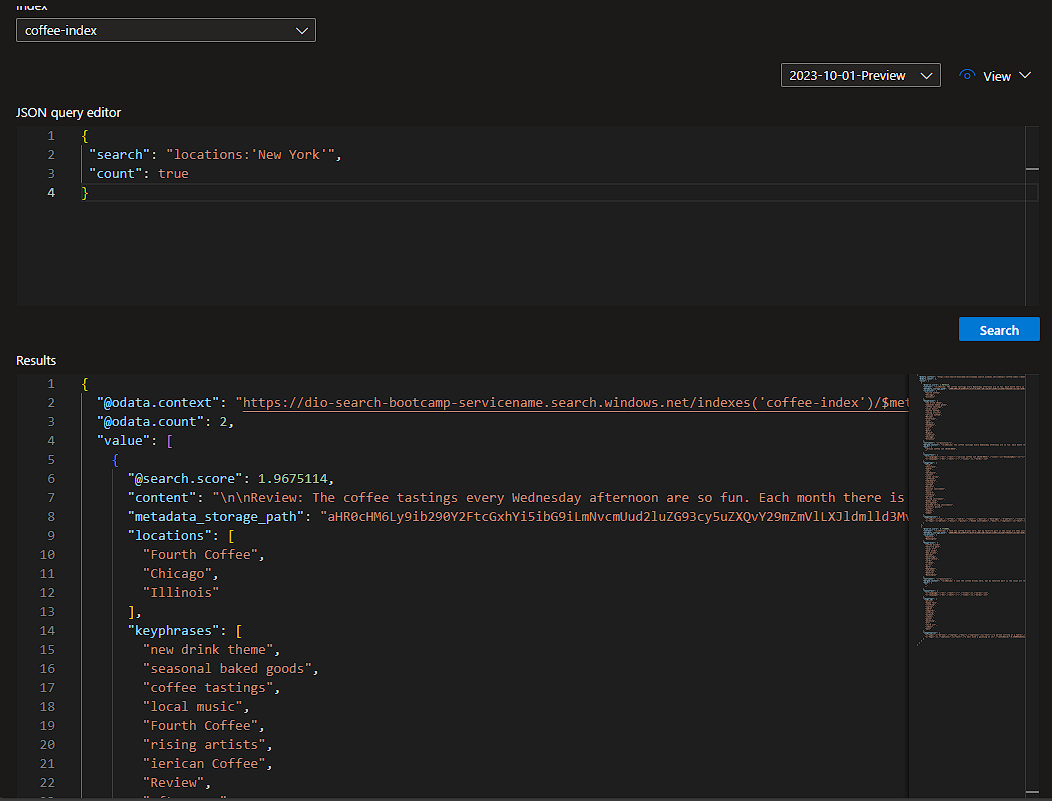 Index
coffee-index
2023-10-01-Preview View
JSON query editor
1 {
2 "search": "locations:'New York'",
3 "count": true
4 }
Search
Results
1 {
2 "@odata.context": "https://dio-search-bootcamp-servicename.search.windows.net/indexes('coffee-index')/$met
3 "@odata.count": 2,
4 "value": [
5 {
6 "@search.score": 1.9675114,
7 "content": "\n\nReview: The coffee tastings every Wednesday afternoon are so fun. Each month there is
8 "metadata_storage_path": "aHR0cHM6Ly9ib290Y2FtcGxhYi5ibG9iLmNvcmUud2luZG93cy5uZXQvY29mZmVlLXJldmlld3Mv
9 "locations": [
10 "Fourth Coffee",
11 "Chicago",
12 "Illinois"
13 ],
14 "keyphrases": [
15 "new drink theme",
16 "seasonal baked goods",
17 "coffee tastings",
18 "local music",
19 "Fourth Coffee",
20 "rising artists",
21 "ierican Coffee",
22 "Review",